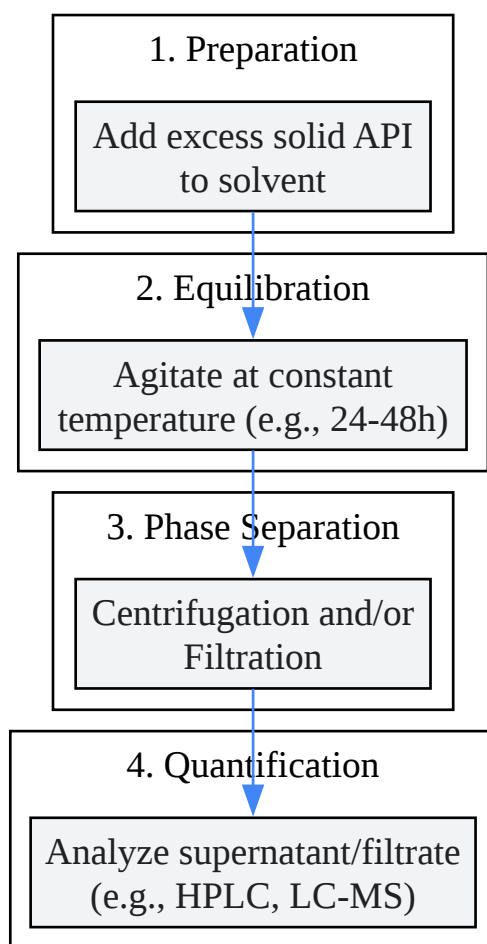 1. Preparation
Add excess solid API
to solvent
2. Equilibration
Agitate at constant
temperature (e.g., 24-48h)
3. Phase Separation
Centrifugation and/or
Filtration
4. Quantification
Analyze supernatant/filtrate
(e.g., HPLC, LC-MS)